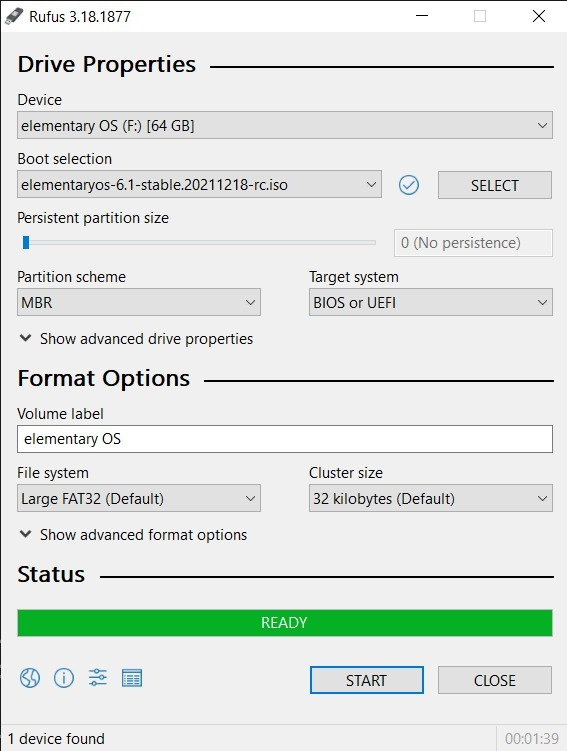 Rufus 3.18.1877
Drive Properties
Device
elementary OS (F:) [64 GB]
Boot selection
elementaryos-6.1-stable.20211218-rc.iso
SELECT
Persistent partition size
0 (No persistence)
Partition scheme
Target system
MBR
BIOS or UEFI
Show advanced drive properties
Format Options
Volume label
elementary OS
File system
Cluster size
Large FAT32 (Default)
32 kilobytes (Default)
Show advanced format options
Status
READY
START
CLOSE
1 device found
00:01:39